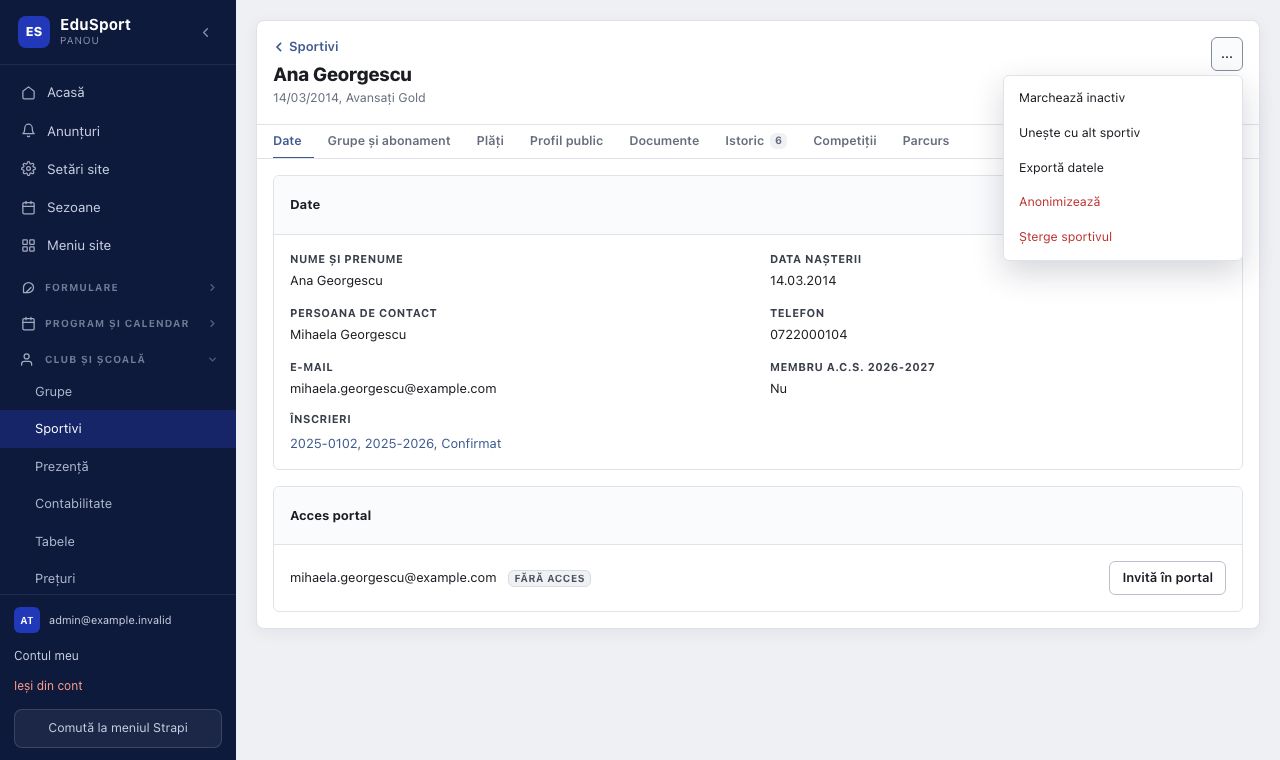 ES
EduSport
PANOU
Acasă
Anunțuri
Setări site
Sezoane
Meniu site
FORMULARE
PROGRAM ȘI CALENDAR
CLUB ȘI ȘCOALĂ
Grupe
Sportivi
Prezență
Contabilitate
Tabele
Prețuri
AT admin@example.invalid
Contul meu
Ieși din cont
Comută la meniul Strapi
Sportivi
Ana Georgescu
14/03/2014, Avansați Gold
...
Marchează inactiv
Unește cu alt sportiv
Exportă datele
Anonimizează
Șterge sportivul
Date Grupe și abonament Plăți Profil public Documente Istoric 6 Competiții Parcurs
Date
NUME ȘI PRENUME
Ana Georgescu
DATA NAȘTERII
14.03.2014
PERSOANA DE CONTACT
Mihaela Georgescu
TELEFON
0722000104
E-MAIL
mihaela.georgescu@example.com
MEMBRU A.C.S. 2026-2027
Nu
ÎNSCRIERI
2025-0102, 2025-2026, Confirmat
Acces portal
mihaela.georgescu@example.com FĂRĂ ACCES
Invită în portal